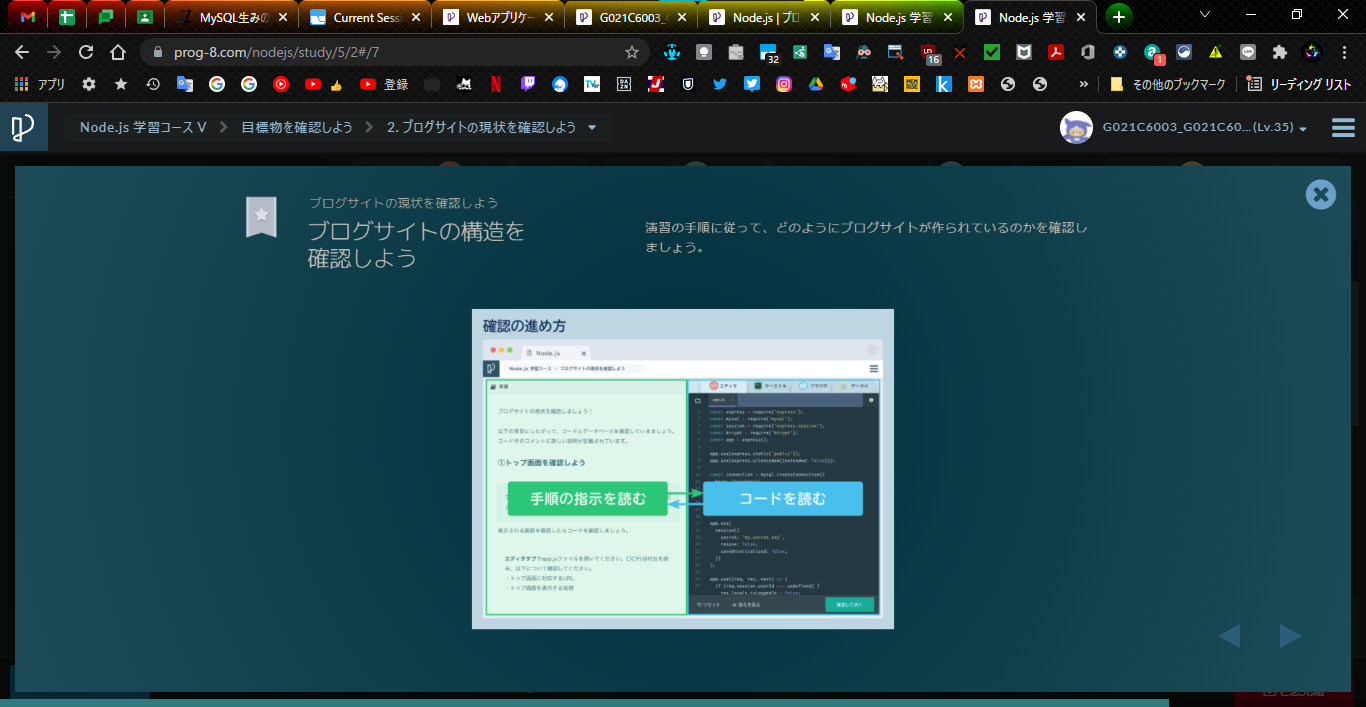 MySQL生みの
Current Sess
Webアプリケー
G021C6003_
Node.js | プロ
Node.js 学習
Node.js 学習
prog-8.com/nodejs/study/5/2#/7
32
16
1
アプリ
登録
その他のブックマーク
リーディング リスト
Node.js 学習コース V
目標物を確認しよう
2. ブログサイトの現状を確認しよう
G021C6003_G021C60...(Lv.35)
ブログサイトの現状を確認しよう
ブログサイトの構造を
確認しよう
演習の手順に従って、どのようにブログサイトが作られているのかを確認し
ましょう。
確認の進め方
Node.js
Node.js 学習コース > ブログサイトの現状を確認しよう
手順
ブログサイトの現状を確認しましょう！
以下の項目にしたがって、コードとデータベースを確認していきましょう。
コード中のコメントに詳しい説明が記載されています。
①トップ画面を確認しよう
手順の指示を読む
表示される画面を確認したらコードを確認しましょう。
エディタタブでapp.jsファイルを開いてください。〇〇行目付近を読
み、以下について確認してください。
・トップ画面に対応するURL
・トップ画面を表示する処理
エディタ
ターミナル
ブラウザ
データベ
app.js
const express = require('express');
const mysql = require('mysql');
const session = require('express-session');
const bcrypt = require('bcrypt');
const app = express();
app.use(express.static('public'));
app.use(express.urlencoded({extended: false}));
const connection = mysql.createConnection({
コードを読む
app.use(
session({
secret: 'my_secret_key',
resave: false,
saveUninitialized: false,
})
);
app.use((req, res, next) => {
if (req.session.userId === undefined) {
res.locals.isLoggedIn = false;
リセット
答えを見る
確認して次へ